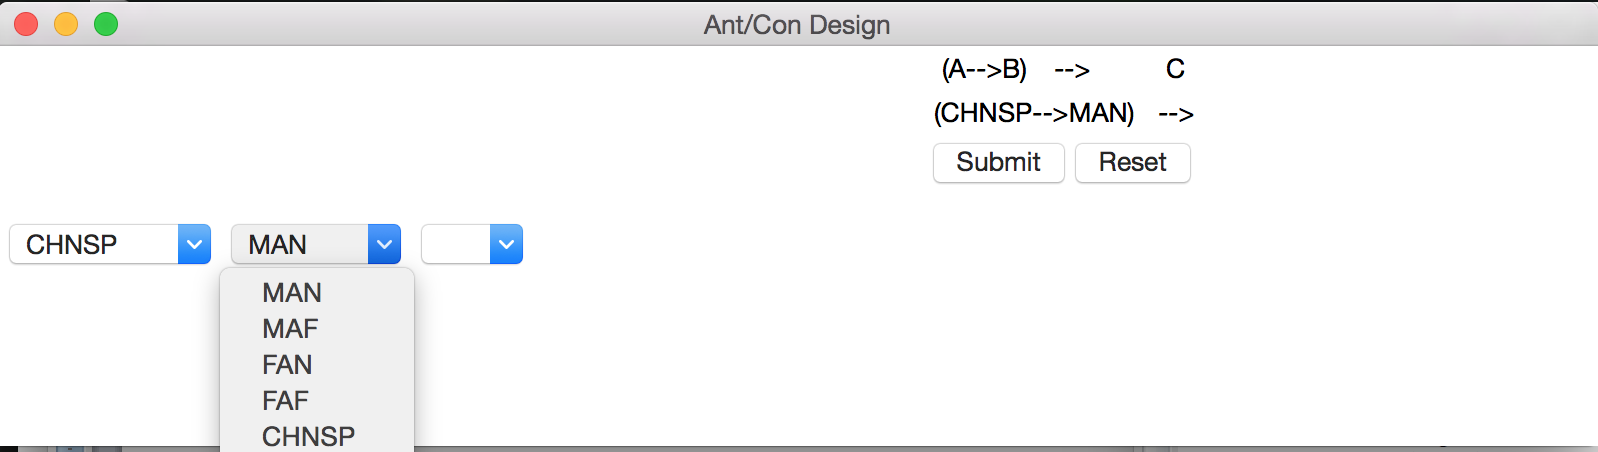 Ant/Con Design
(A-->B) --> C
(CHNSP-->MAN) -->
Submit Reset
CHNSP MAN
MAN
MAF
FAN
FAF
CHNSP